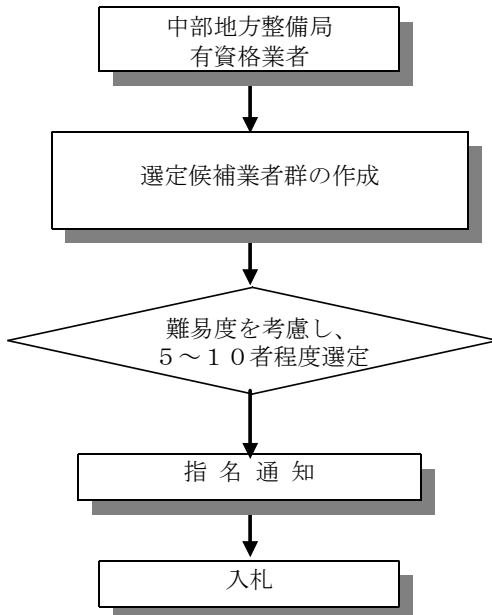 中部地方整備局
有資格業者
選定候補業者群の作成
難易度を考慮し、
５～１０者程度選定
指 名 通 知
入札